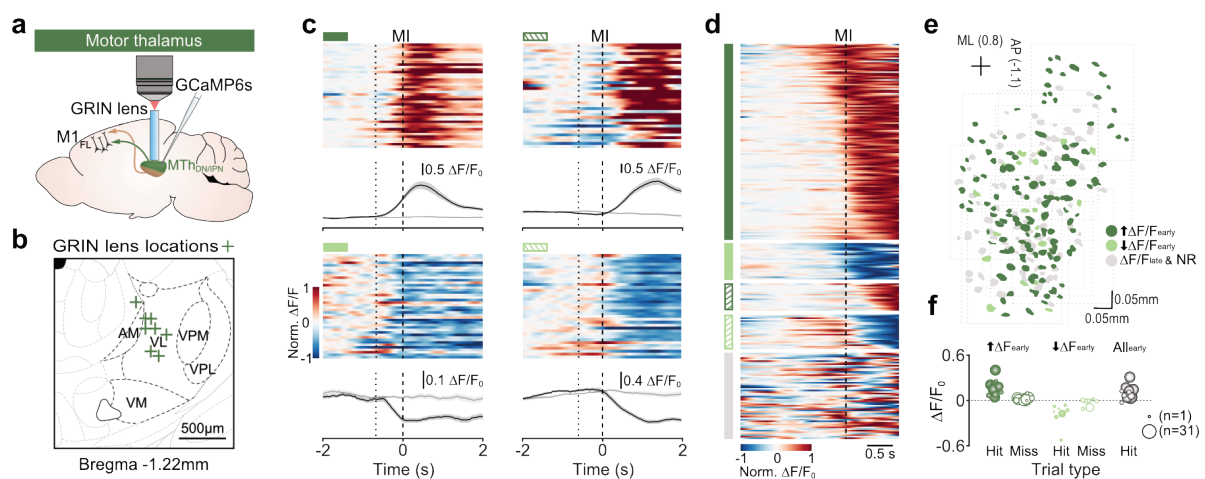 a
Motor thalamus
GCaMP6s
GRIN lens
M1FL
MThDN/IPN
b
GRIN lens locations +
AM
VL
VPM
VPL
VM
500μm
Bregma -1.22mm
c
MI
MI
0.5 ΔF/F0
0.5 ΔF/F0
Norm. ΔF/F
1
0
-1
0.1 ΔF/F0
0.4 ΔF/F0
-2 0 2
-2 0 2
Time (s)
Time (s)
d
MI
-1 0 1
Norm. ΔF/F0
0.5 s
e
ML (0.8)
AP (-1.1)
⬆ΔF/Fearly
⬇ΔF/Fearly
ΔF/Flate & NR
0.05mm
0.05mm
f
⬆ΔFearly ⬇ΔFearly Allearly
ΔF/F0
0.6
0
-0.6
(n=1)
(n=31)
Hit Miss Hit Miss Hit
Trial type